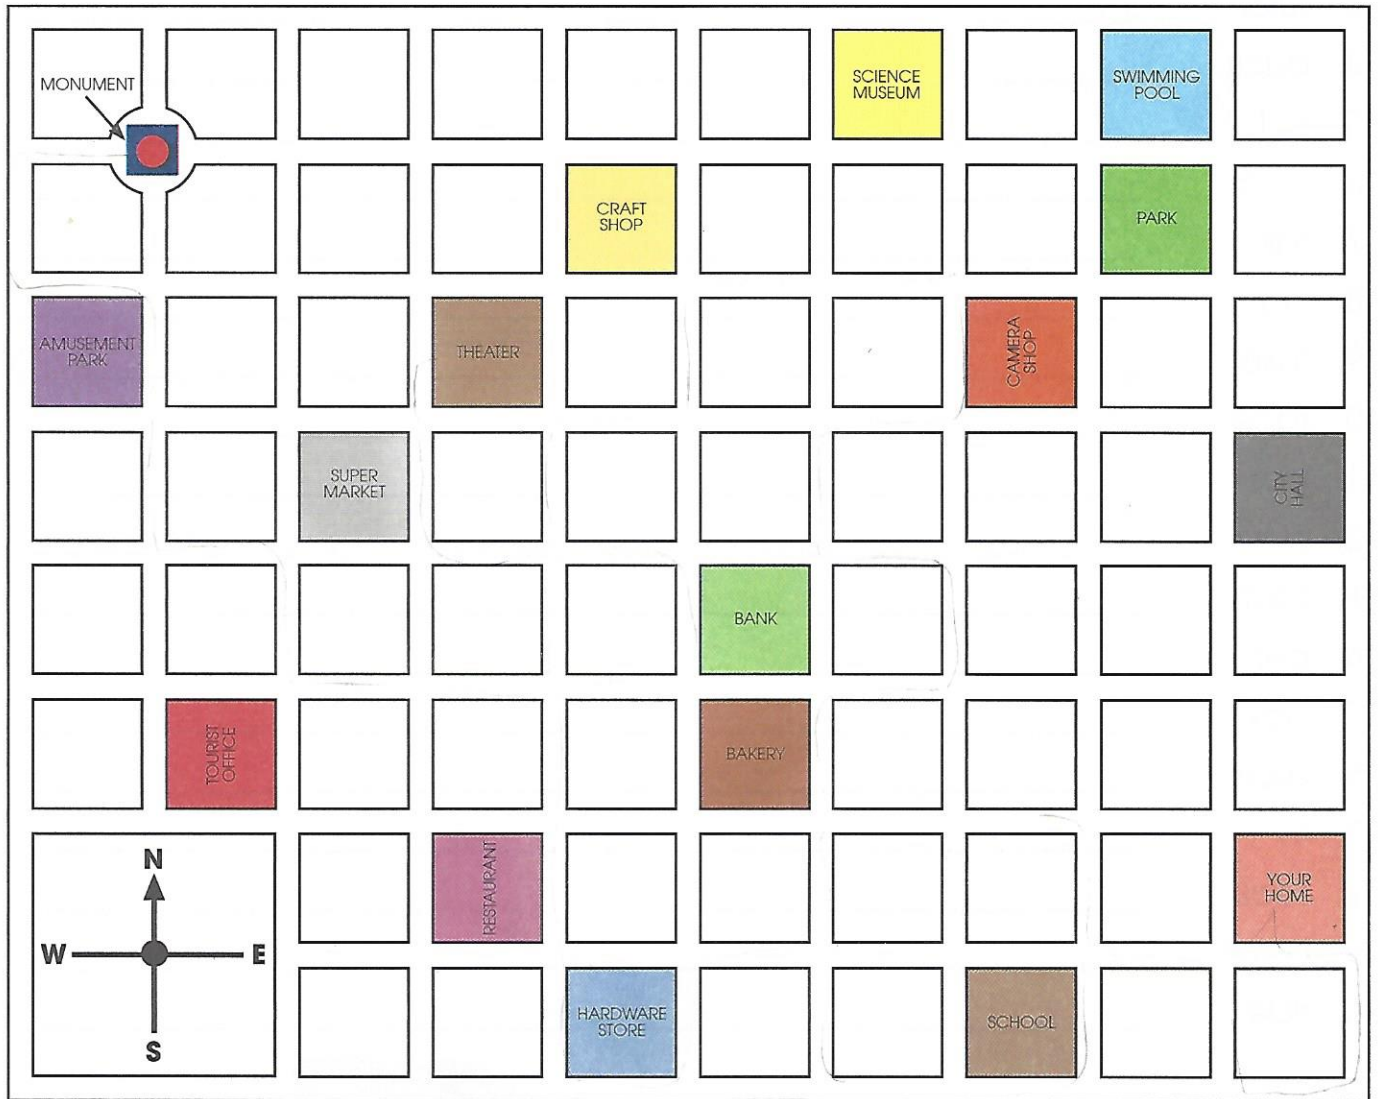 SCIENCE
MUSEUM
SWIMMING
POOL
MONUMENT
CRAFT
SHOP
PARK
AMUSEMENT
PARK
THEATER
CAMERA
SHOP
SUPER
MARKET
CITY
HALL
BANK
TOURIST
OFFICE
BAKERY
N
W
E
S
RESTAURANT
YOUR
HOME
HARDWARE
STORE
SCHOOL